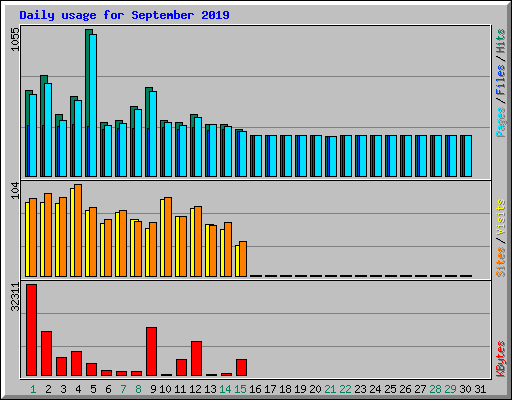 Daily usage for September 2019
1055
Pages / Files / Hits
104
Sites / Visits
32311
KBytes
1 2 3 4 5 6 7 8 9 10 11 12 13 14 15 16 17 18 19 20 21 22 23 24 25 26 27 28 29 30 31